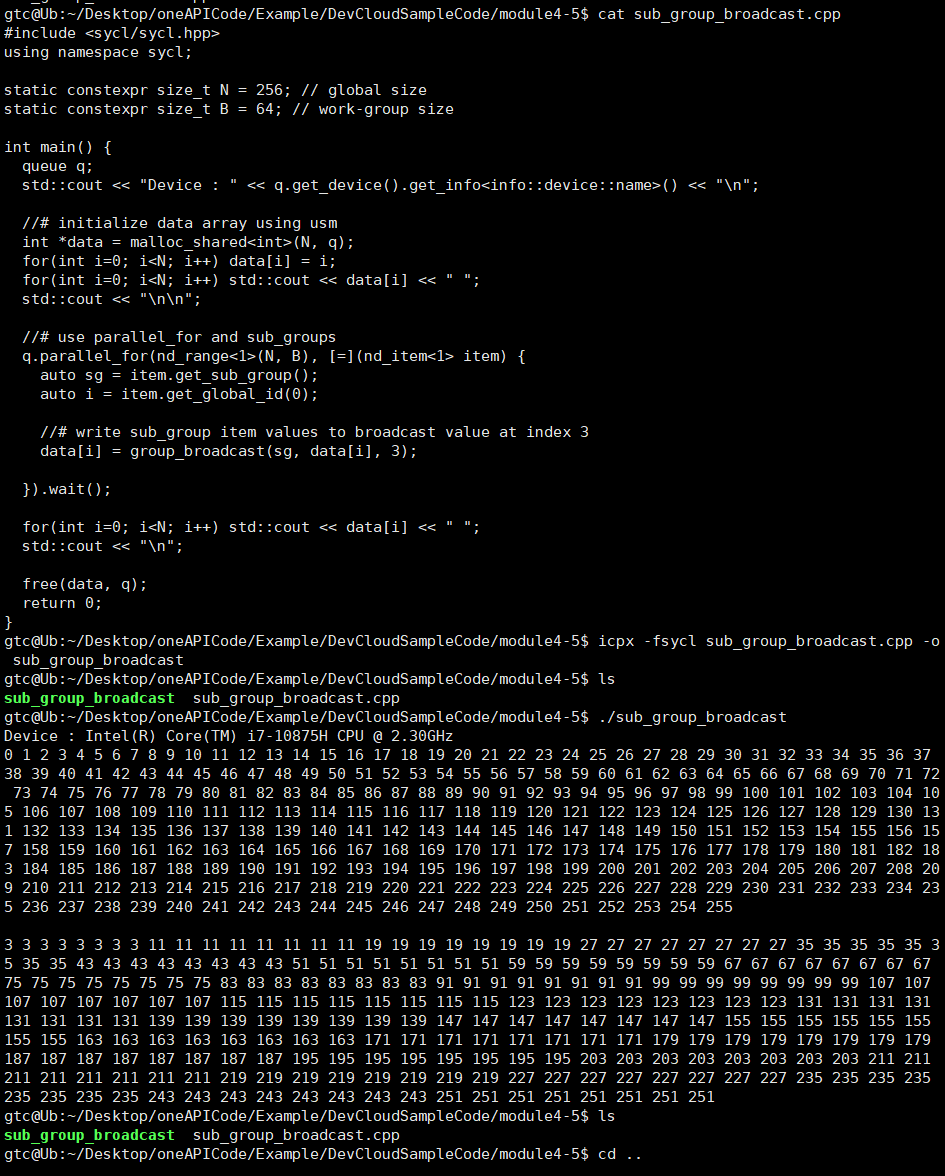 gtc@Ub:~/Desktop/oneAPICode/Example/DevCloudSampleCode/module4-5$ cat sub_group_broadcast.cpp
#include <sycl/sycl.hpp>
using namespace sycl;

static constexpr size_t N = 256; // global size
static constexpr size_t B = 64; // work-group size

int main() {
  queue q;
  std::cout << "Device : " << q.get_device().get_info<info::device::name>() << "\n";

  //# initialize data array using usm
  int *data = malloc_shared<int>(N, q);
  for(int i=0; i<N; i++) data[i] = i;
  for(int i=0; i<N; i++) std::cout << data[i] << " ";
  std::cout << "\n\n";

  //# use parallel_for and sub_groups
  q.parallel_for(nd_range<1>(N, B), [=](nd_item<1> item) {
    auto sg = item.get_sub_group();
    auto i = item.get_global_id(0);

    //# write sub_group item values to broadcast value at index 3
    data[i] = group_broadcast(sg, data[i], 3);

  }).wait();

  for(int i=0; i<N; i++) std::cout << data[i] << " ";
  std::cout << "\n";

  free(data, q);
  return 0;
}
gtc@Ub:~/Desktop/oneAPICode/Example/DevCloudSampleCode/module4-5$ icpx -fsycl sub_group_broadcast.cpp -o
 sub_group_broadcast
gtc@Ub:~/Desktop/oneAPICode/Example/DevCloudSampleCode/module4-5$ ls
sub_group_broadcast  sub_group_broadcast.cpp
gtc@Ub:~/Desktop/oneAPICode/Example/DevCloudSampleCode/module4-5$ ./sub_group_broadcast
Device : Intel(R) Core(TM) i7-10875H CPU @ 2.30GHz
0 1 2 3 4 5 6 7 8 9 10 11 12 13 14 15 16 17 18 19 20 21 22 23 24 25 26 27 28 29 30 31 32 33 34 35 36 37
38 39 40 41 42 43 44 45 46 47 48 49 50 51 52 53 54 55 56 57 58 59 60 61 62 63 64 65 66 67 68 69 70 71 72
 73 74 75 76 77 78 79 80 81 82 83 84 85 86 87 88 89 90 91 92 93 94 95 96 97 98 99 100 101 102 103 104 10
5 106 107 108 109 110 111 112 113 114 115 116 117 118 119 120 121 122 123 124 125 126 127 128 129 130 13
1 132 133 134 135 136 137 138 139 140 141 142 143 144 145 146 147 148 149 150 151 152 153 154 155 156 15
7 158 159 160 161 162 163 164 165 166 167 168 169 170 171 172 173 174 175 176 177 178 179 180 181 182 18
3 184 185 186 187 188 189 190 191 192 193 194 195 196 197 198 199 200 201 202 203 204 205 206 207 208 20
9 210 211 212 213 214 215 216 217 218 219 220 221 222 223 224 225 226 227 228 229 230 231 232 233 234 23
5 236 237 238 239 240 241 242 243 244 245 246 247 248 249 250 251 252 253 254 255

3 3 3 3 3 3 3 3 11 11 11 11 11 11 11 11 19 19 19 19 19 19 19 19 27 27 27 27 27 27 27 27 35 35 35 35 35 3
5 35 35 43 43 43 43 43 43 43 43 51 51 51 51 51 51 51 51 59 59 59 59 59 59 59 59 67 67 67 67 67 67 67 67
75 75 75 75 75 75 75 75 83 83 83 83 83 83 83 83 91 91 91 91 91 91 91 91 99 99 99 99 99 99 99 99 107 107
107 107 107 107 107 107 115 115 115 115 115 115 115 115 123 123 123 123 123 123 123 123 131 131 131 131
131 131 131 131 139 139 139 139 139 139 139 139 147 147 147 147 147 147 147 147 155 155 155 155 155 155
155 155 163 163 163 163 163 163 163 163 171 171 171 171 171 171 171 171 179 179 179 179 179 179 179 179
187 187 187 187 187 187 187 187 195 195 195 195 195 195 195 195 203 203 203 203 203 203 203 203 211 211
211 211 211 211 211 211 219 219 219 219 219 219 219 219 227 227 227 227 227 227 227 227 235 235 235 235
235 235 235 235 243 243 243 243 243 243 243 243 251 251 251 251 251 251 251 251
gtc@Ub:~/Desktop/oneAPICode/Example/DevCloudSampleCode/module4-5$ ls
sub_group_broadcast  sub_group_broadcast.cpp
gtc@Ub:~/Desktop/oneAPICode/Example/DevCloudSampleCode/module4-5$ cd ..